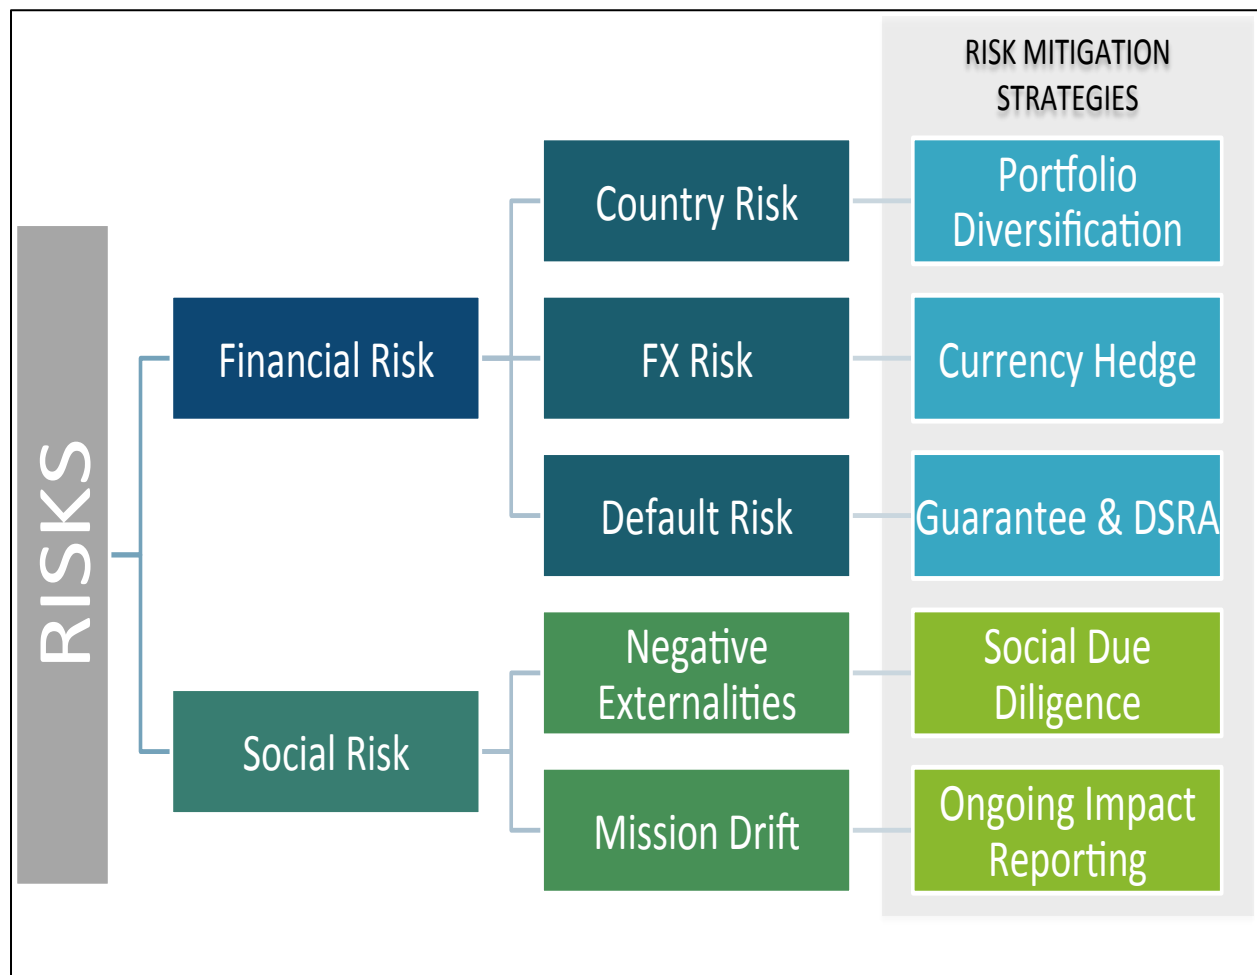 RISK MITIGATION
STRATEGIES
RISKS
Financial Risk
Country Risk
Portfolio
Diversification
FX Risk
Currency Hedge
Default Risk
Guarantee & DSRA
Social Risk
Negative
Externalities
Social Due
Diligence
Mission Drift
Ongoing Impact
Reporting